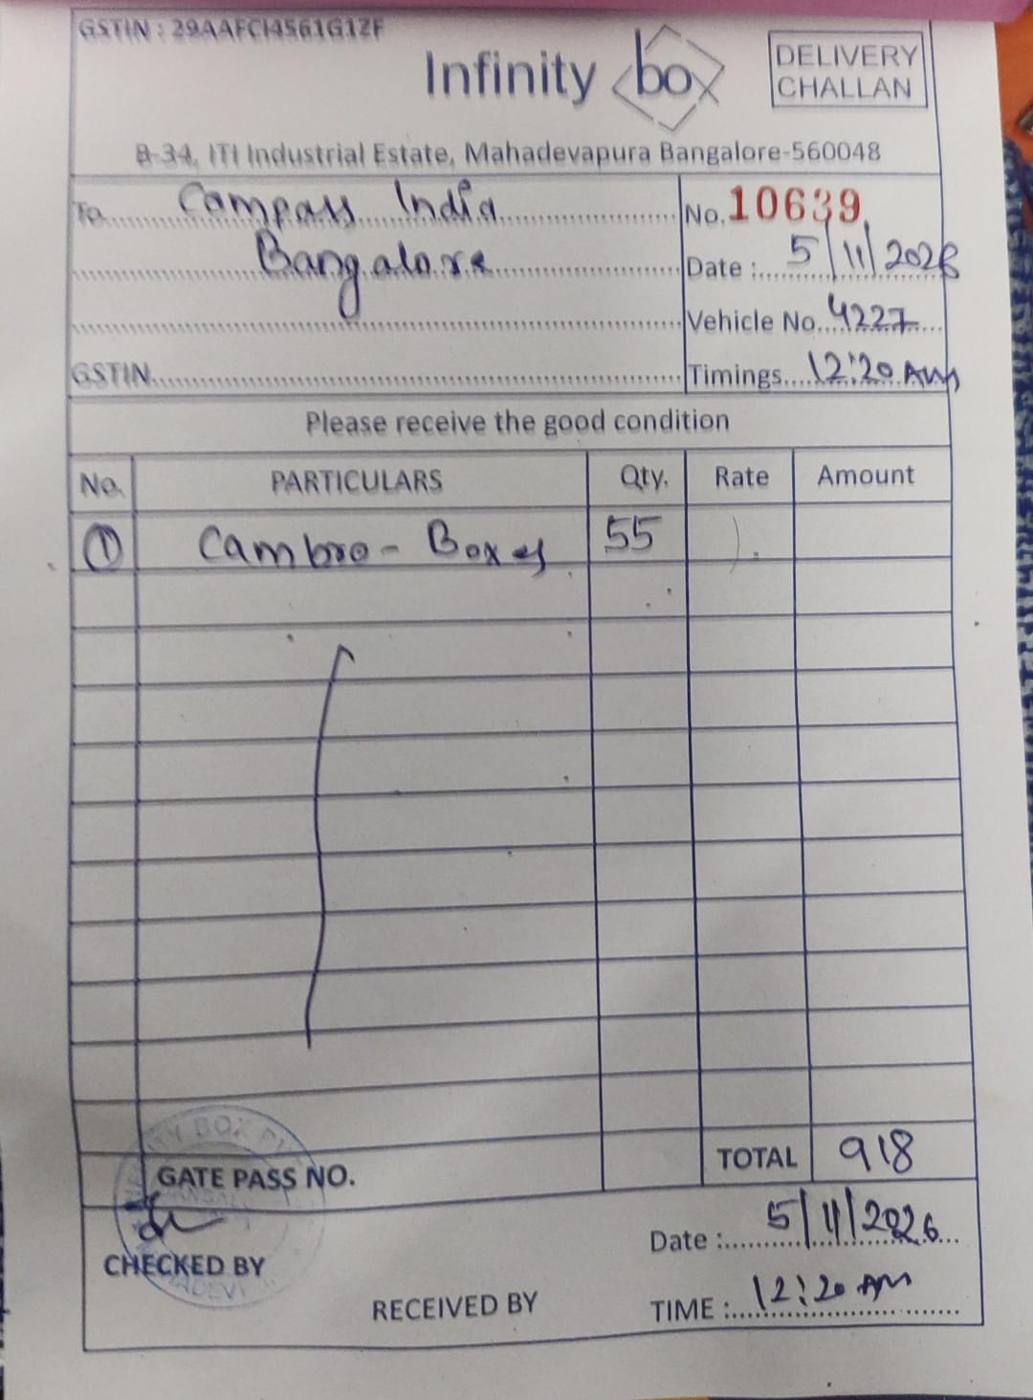 GSTIN : 29AAFCI4561G1ZF
Infinity box
DELIVERY CHALLAN
B-34, ITI Industrial Estate, Mahadevapura Bangalore-560048
To Compass India
Bangalore
GSTIN
No. 10639
Date : 5/11/2026
Vehicle No. 4227
Timings 12:20 AM
Please receive the good condition
No. PARTICULARS Qty. Rate Amount
1 Cambro - Boxes 55
TOTAL 918
GATE PASS NO.
CHECKED BY
RECEIVED BY
Date : 5/11/2026
TIME : 12:20 AM